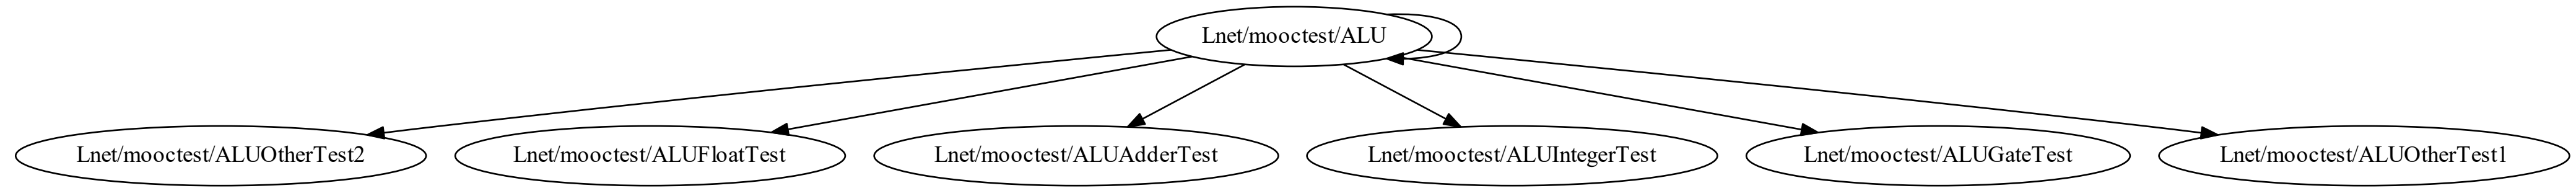 Lnet/mooctest/ALU
Lnet/mooctest/ALUOtherTest2
Lnet/mooctest/ALUFloatTest
Lnet/mooctest/ALUAdderTest
Lnet/mooctest/ALUIntegerTest
Lnet/mooctest/ALUGateTest
Lnet/mooctest/ALUOtherTest1